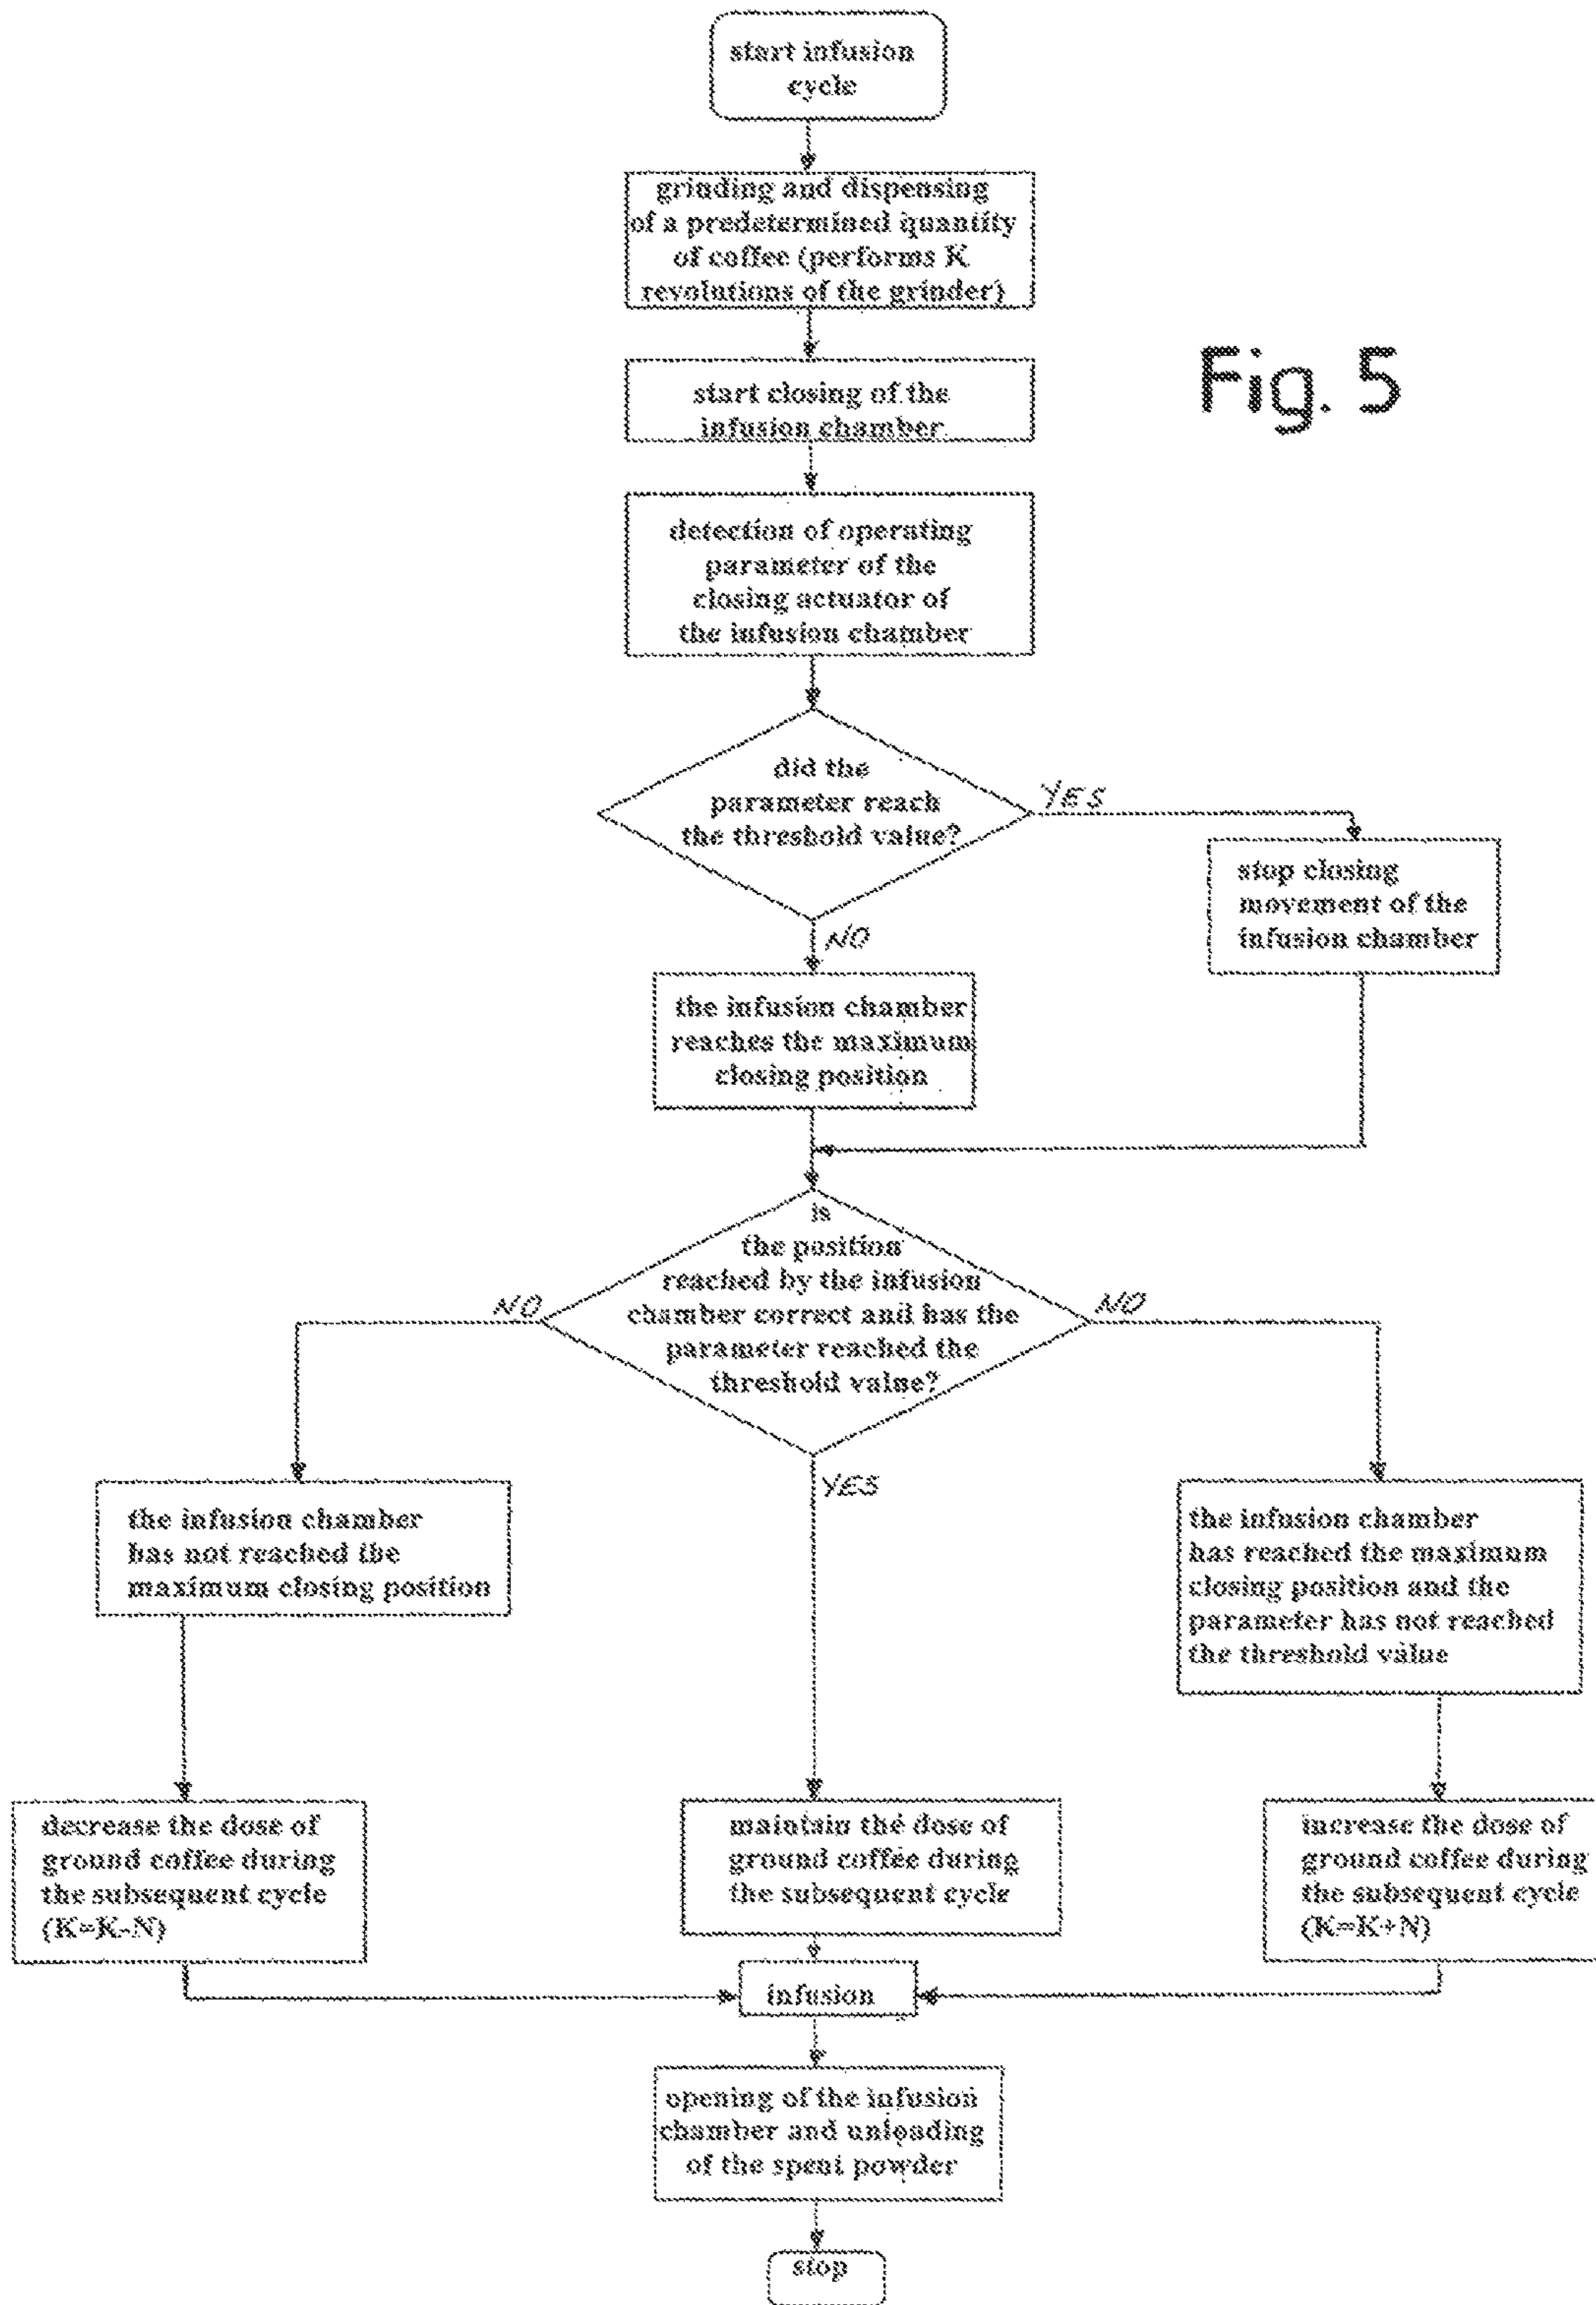 start infusion
cycle
grinding and dispensing
of a predetermined quantity
of coffee (performs K
revolutions of the grinder)
Fig. 5
start closing of the
infusion chamber
detection of operating
parameter of the
closing actuator of
the infusion chamber
did the
parameter reach
the threshold value?
YES
stop closing
movement of the
infusion chamber
NO
the infusion chamber
reaches the maximum
closing position
is
the position
reached by the infusion
chamber correct and has the
parameter reached the
threshold value?
NO
NO
YES
the infusion chamber
has not reached the
maximum closing position
the infusion chamber
has reached the maximum
closing position and the
parameter has not reached
the threshold value
decrease the dose of
ground coffee during
the subsequent cycle
(K=K-N)
maintain the dose of
ground coffee during
the subsequent cycle
increase the dose of
ground coffee during
the subsequent cycle
(K=K+N)
infusion
opening of the infusion
chamber and unloading
of the spent powder
stop